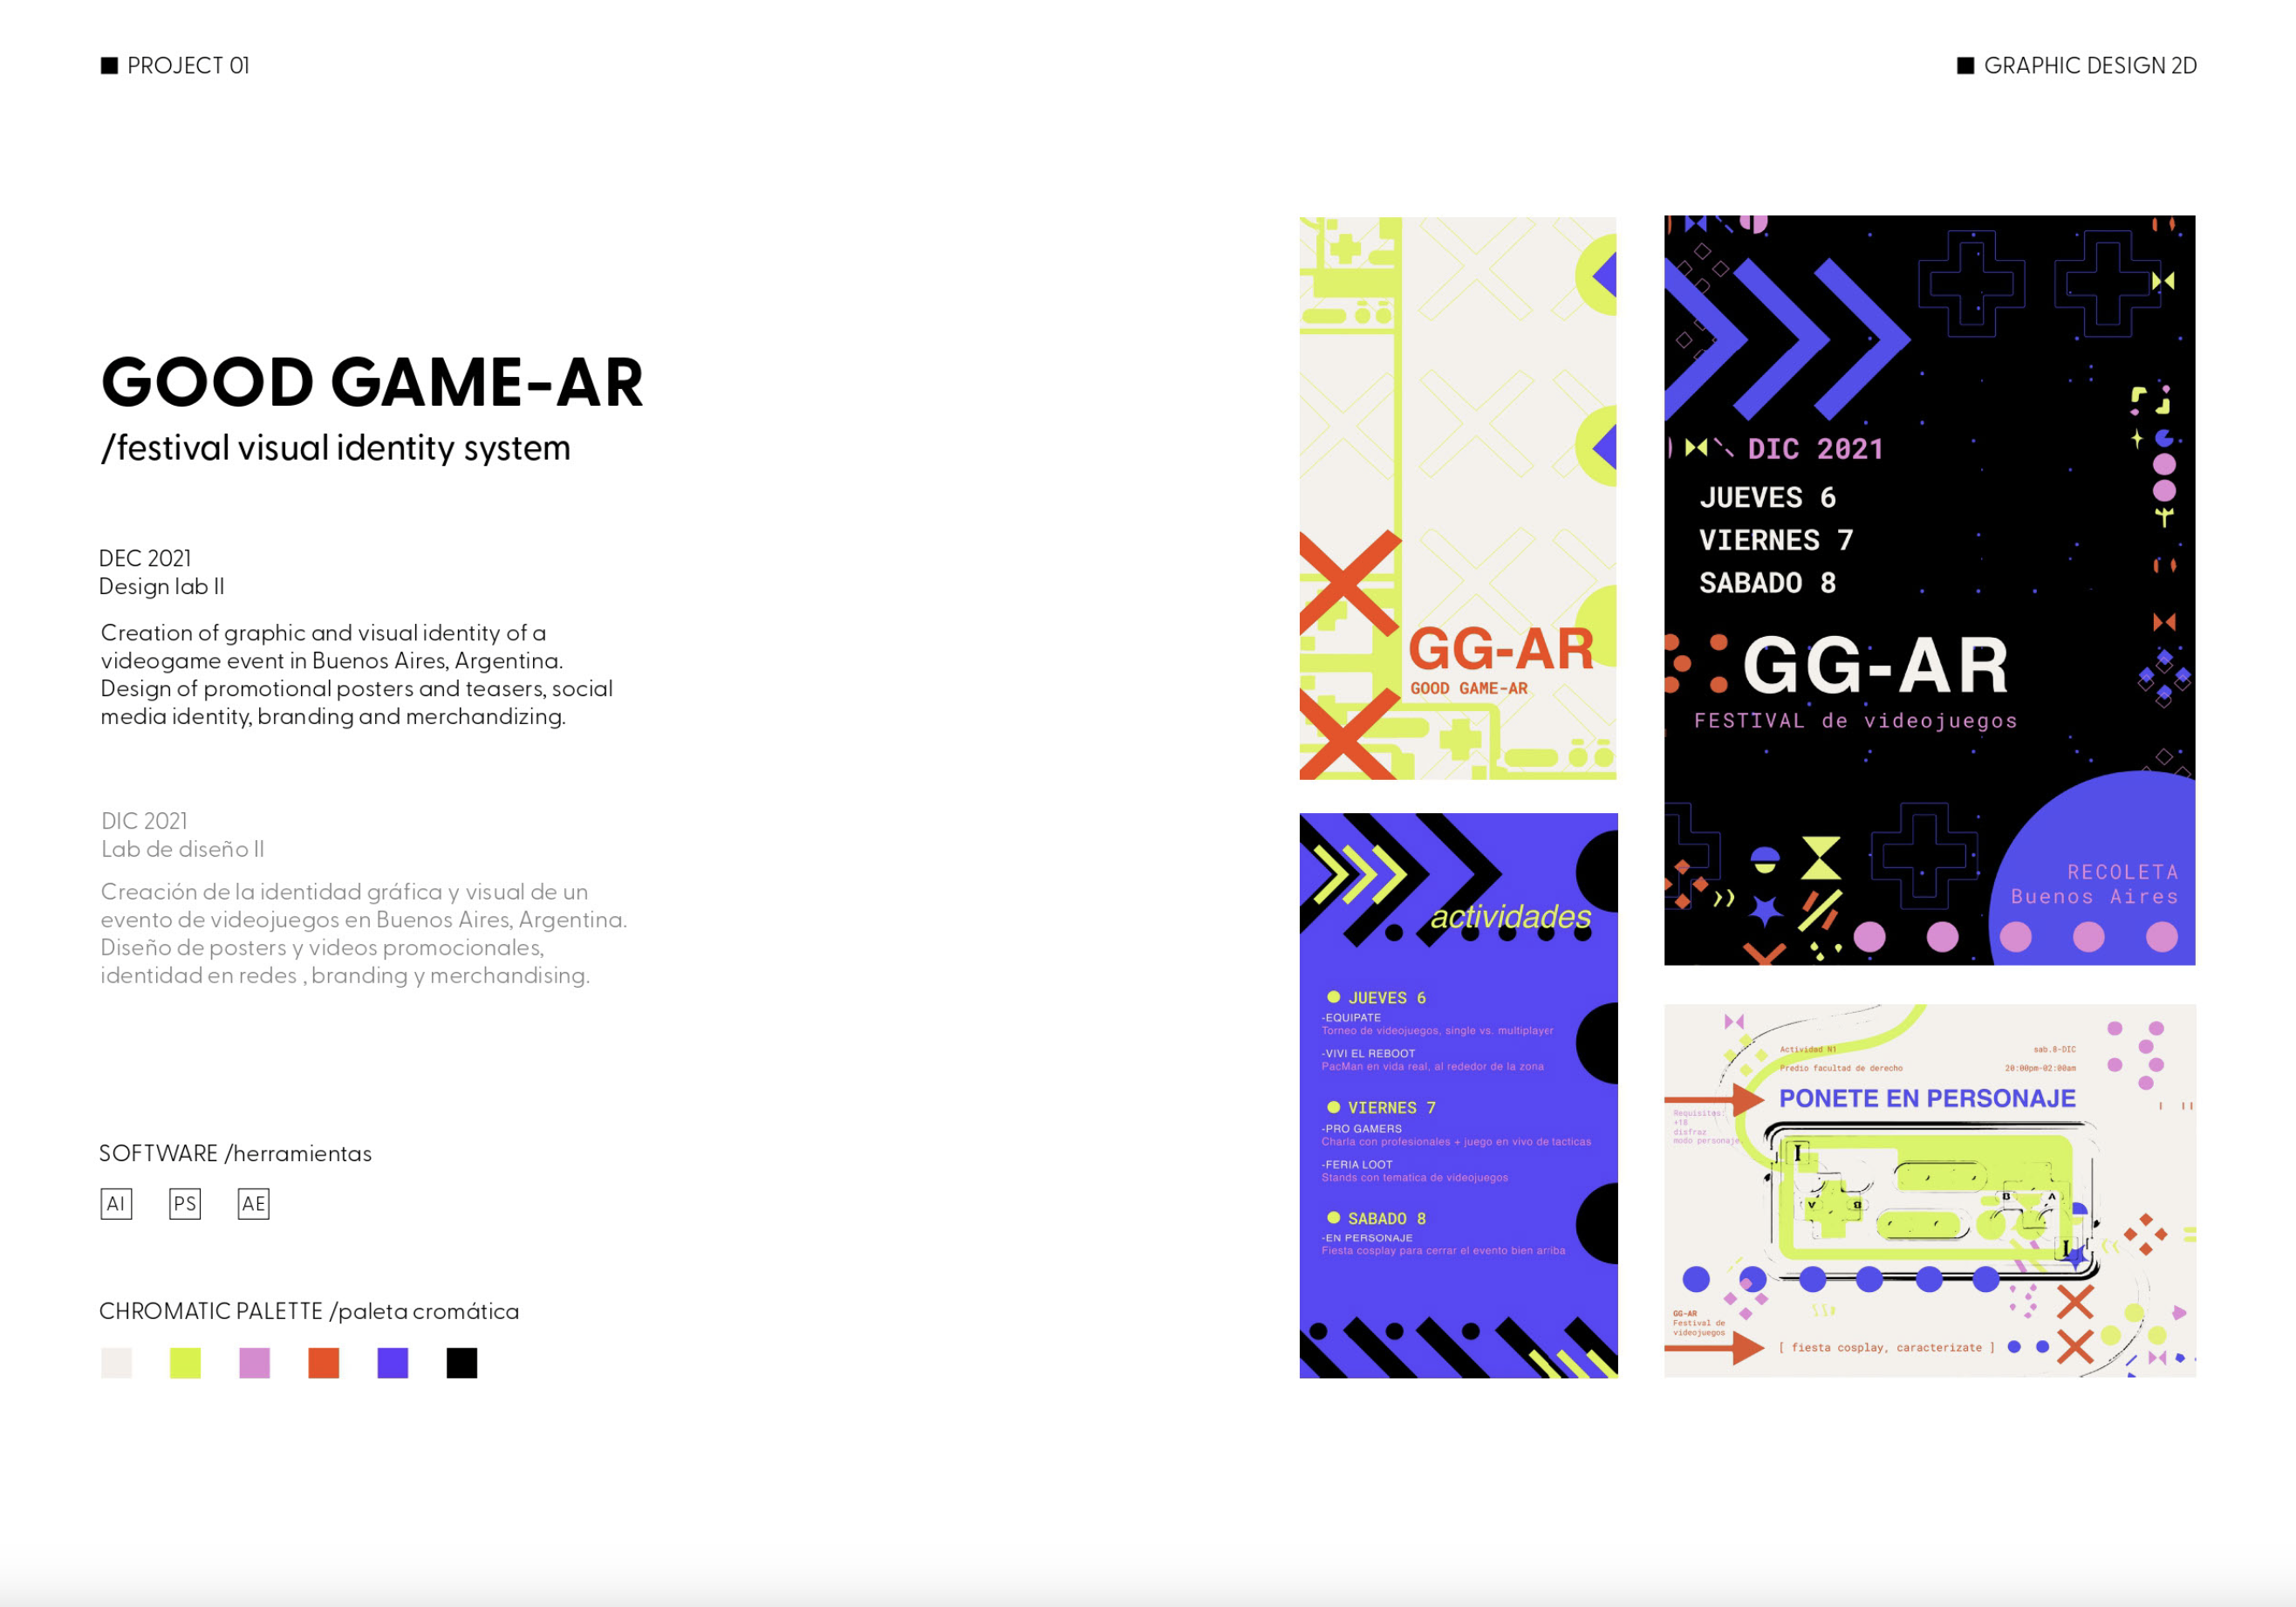 PROJECT 01
GRAPHIC DESIGN 2D
GOOD GAME-AR
/festival visual identity system
DEC 2021
Design lab II
Creation of graphic and visual identity of a
videogame event in Buenos Aires, Argentina.
Design of promotional posters and teasers, social
media identity, branding and merchandizing.
DIC 2021
Lab de diseño II
Creación de la identidad gráfica y visual de un
evento de videojuegos en Buenos Aires, Argentina.
Diseño de posters y videos promocionales,
identidad en redes , branding y merchandising.
SOFTWARE /herramientas
AI PS AE
CHROMATIC PALETTE /paleta cromática
GG-AR
GOOD GAME-AR
DIC 2021
JUEVES 6
VIERNES 7
SABADO 8
GG-AR
FESTIVAL de videojuegos
RECOLETA
Buenos Aires
actividades
JUEVES 6
-EQUIPATE
Torneo de videojuegos, single vs. multiplayer
-VIVI EL REBOOT
PacMan en vida real, al rededor de la zona
VIERNES 7
-PRO GAMERS
Charla con profesionales + juego en vivo de tacticas
-FERIA LOOT
Stands con tematica de videojuegos
SABADO 8
-EN PERSONAJE
Fiesta cosplay para cerrar el evento bien arriba
Actividad N1
sab.8-DIC
Predio facultad de derecho
20:00pm-02:00am
PONETE EN PERSONAJE
Requisitos:
+18
disfraz
modo personaje
I
V B
B A
I
GG-AR
Festival de
videojuegos
[ fiesta cosplay, caracterizate ]